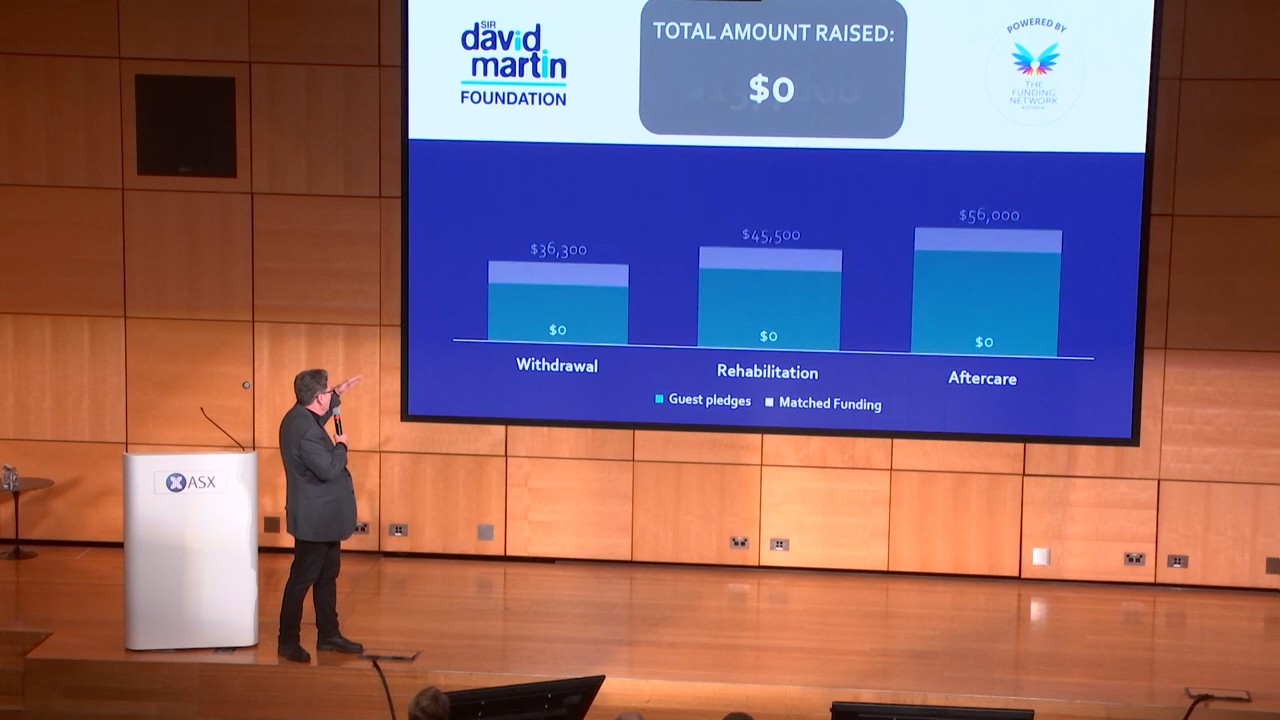 SIR
david
martin
FOUNDATION
TOTAL AMOUNT RAISED:
$0
POWERED BY
THE
FUNDING
NETWORK
AUSTRALIA
$36,300
$45,500
$56,000
$0
$0
$0
Withdrawal
Rehabilitation
Aftercare
Guest pledges
Matched Funding
ASX